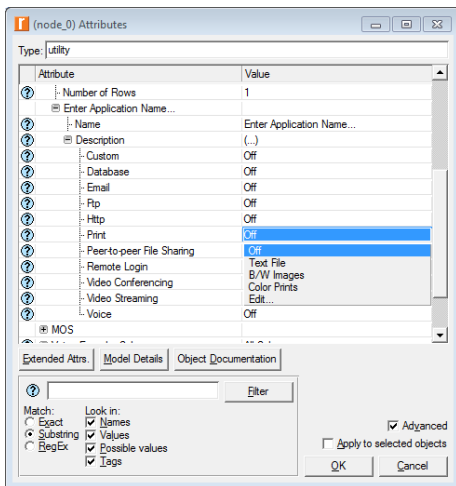 (node_0) Attributes
Type: utility
Attribute Value
Number of Rows 1
Enter Application Name...
Name Enter Application Name...
Description (...)
Custom Off
Database Off
Email Off
Ftp Off
Http Off
Print Off
Peer-to-peer File Sharing Off
Remote Login Text File
B/W Images
Video Conferencing Color Prints
Video Streaming Edit...
Voice Off
MOS
Extended Attrs. Model Details Object Documentation
Filter
Match: Look in:
Exact Names
Substring Values
RegEx Possible values
Tags
Advanced
Apply to selected objects
OK Cancel